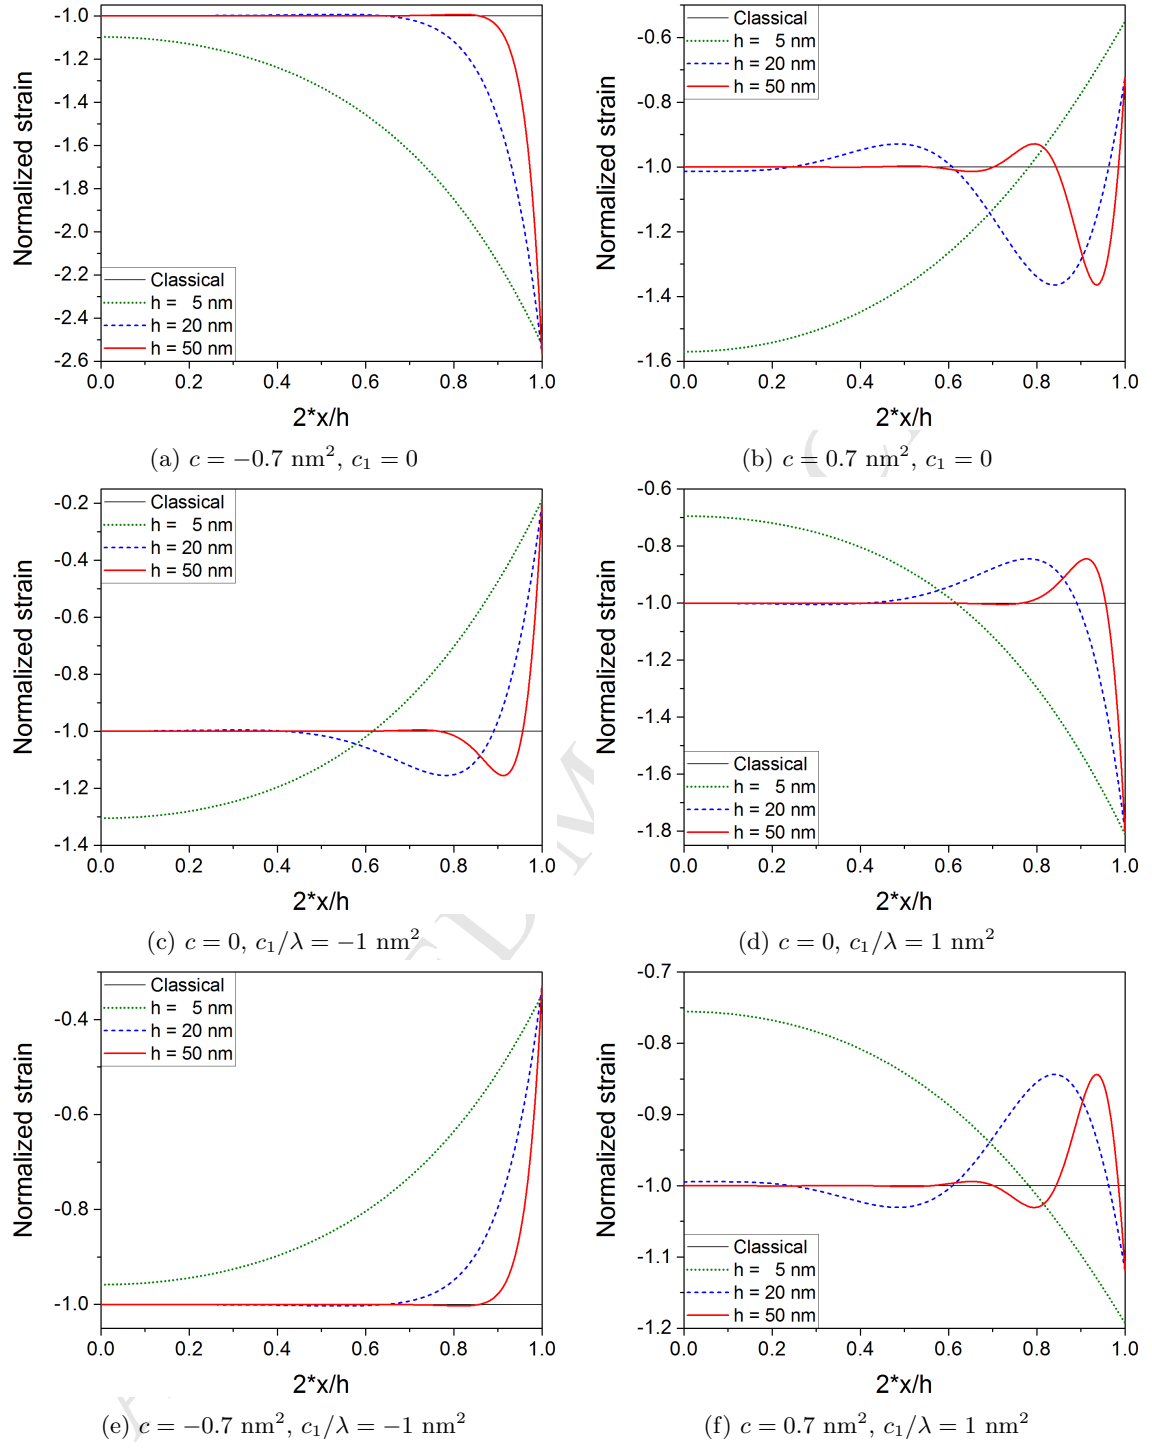 -1.0
-1.2
-1.4
-1.6
-1.8
-2.0
-2.2
-2.4
-2.6
Normalized strain
Classical
h = 5 nm
h = 20 nm
h = 50 nm
0.0 0.2 0.4 0.6 0.8 1.0
2*x/h
(a) c = −0.7 nm², c₁ = 0
-0.6
-0.8
-1.0
-1.2
-1.4
-1.6
Normalized strain
Classical
h = 5 nm
h = 20 nm
h = 50 nm
0.0 0.2 0.4 0.6 0.8 1.0
2*x/h
(b) c = 0.7 nm², c₁ = 0
-0.2
-0.4
-0.6
-0.8
-1.0
-1.2
-1.4
Normalized strain
Classical
h = 5 nm
h = 20 nm
h = 50 nm
0.0 0.2 0.4 0.6 0.8 1.0
2*x/h
(c) c = 0, c₁/λ = −1 nm²
-0.6
-0.8
-1.0
-1.2
-1.4
-1.6
-1.8
Normalized strain
Classical
h = 5 nm
h = 20 nm
h = 50 nm
0.0 0.2 0.4 0.6 0.8 1.0
2*x/h
(d) c = 0, c₁/λ = 1 nm²
-0.4
-0.6
-0.8
-1.0
Normalized strain
Classical
h = 5 nm
h = 20 nm
h = 50 nm
0.0 0.2 0.4 0.6 0.8 1.0
2*x/h
(e) c = −0.7 nm², c₁/λ = −1 nm²
-0.7
-0.8
-0.9
-1.0
-1.1
-1.2
Normalized strain
Classical
h = 5 nm
h = 20 nm
h = 50 nm
0.0 0.2 0.4 0.6 0.8 1.0
2*x/h
(f) c = 0.7 nm², c₁/λ = 1 nm²